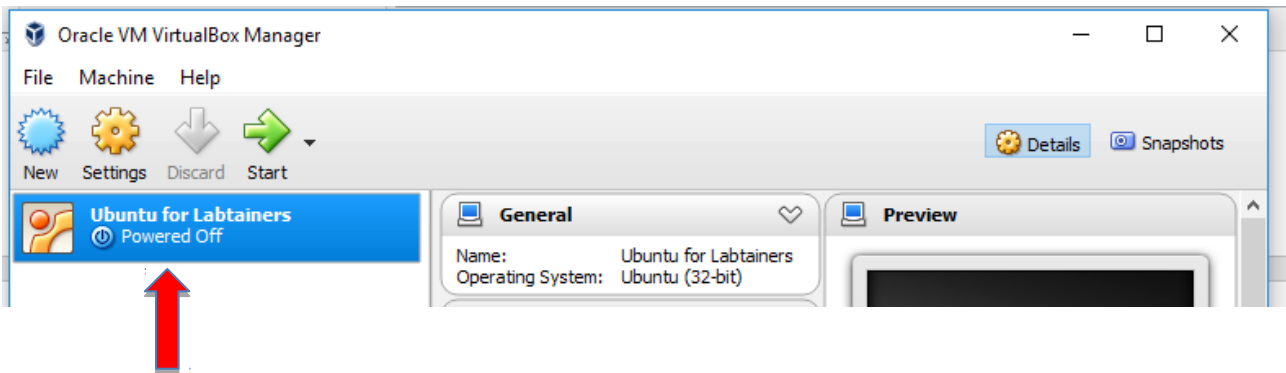 Oracle VM VirtualBox Manager
File Machine Help
New Settings Discard Start
Details Snapshots
Ubuntu for Labtainers
Powered Off
General
Name: Ubuntu for Labtainers
Operating System: Ubuntu (32-bit)
Preview